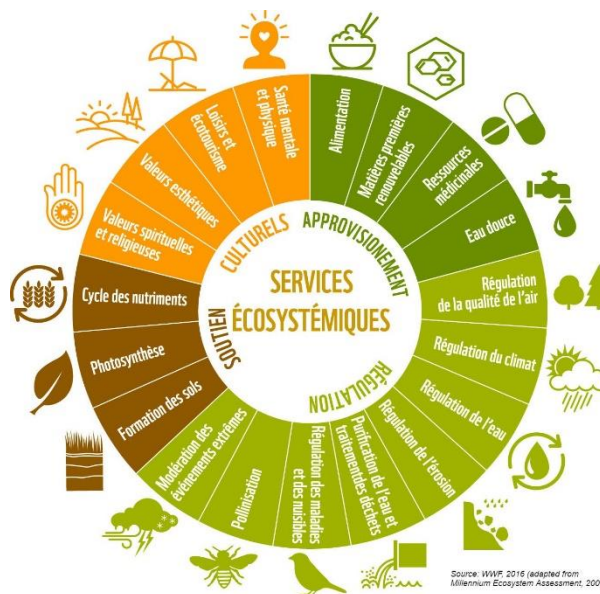 SERVICES
ÉCOSYSTÉMIQUES
CULTURELS
APPROVISIONEMENT
RÉGULATION
SOUTIEN
Alimentation
Matières premières
renouvelables
Ressources
médicinales
Eau douce
Régulation
de la qualité de l'air
Régulation du climat
Régulation de l'eau
Régulation de l'érosion
Purification de l'eau et
traitementdes déchets
Régulation des maladies
et des nuisibles
Pollinisation
Modération des
événements extrêmes
Formation des sols
Photosynthèse
Cycle des nutriments
Valeurs spirituelles
et religieuses
Valeurs esthétiques
Loisirs et
écotourisme
Santé mentale
et physique
Source: WWF, 2016 (adapted from
Millennium Ecosystem Assessment, 200